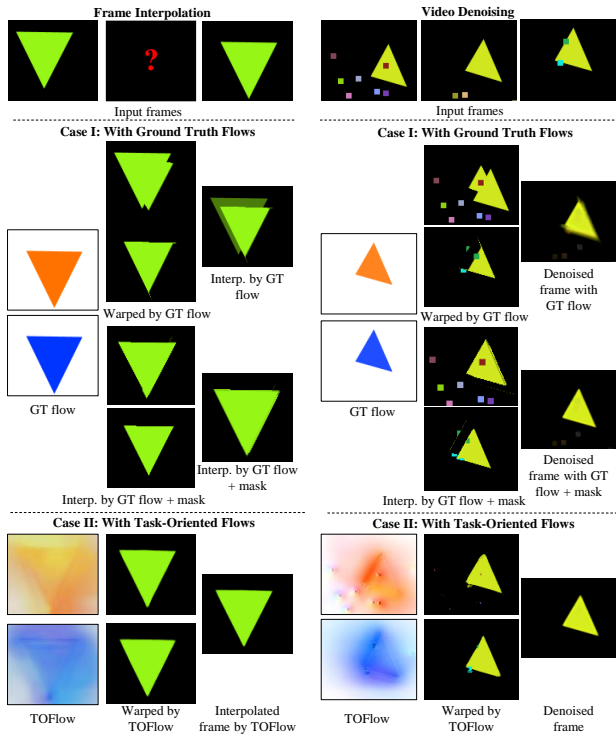 Frame Interpolation
?
Input frames
Case I: With Ground Truth Flows
Interp. by GT
flow
Warped by GT flow
GT flow
Interp. by GT flow
+ mask
Interp. by GT flow + mask
Case II: With Task-Oriented Flows
TOFlow
Warped by
TOFlow
Interpolated
frame by TOFlow
Video Denoising
Input frames
Case I: With Ground Truth Flows
Denoised
frame with
GT flow
Warped by GT flow
GT flow
Denoised
frame with GT
flow + mask
Interp. by GT flow + mask
Case II: With Task-Oriented Flows
TOFlow
Warped by
TOFlow
Denoised
frame